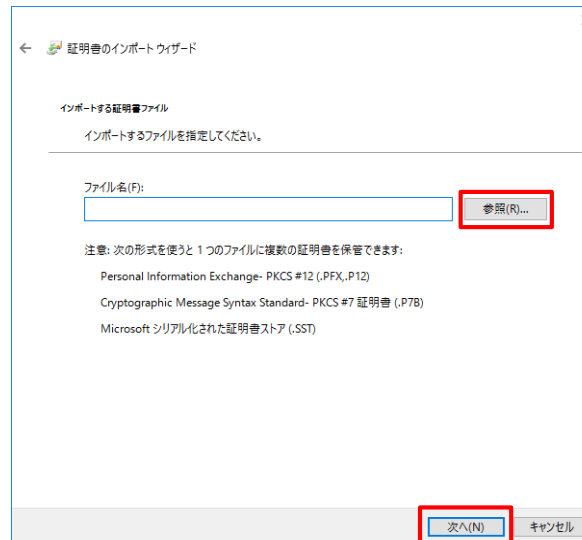 証明書のインポート ウィザード
インポートする証明書ファイル
インポートするファイルを指定してください。
ファイル名(F):
参照(R)...
注意: 次の形式を使うと 1 つのファイルに複数の証明書を保管できます:
Personal Information Exchange- PKCS #12 (.PFX,.P12)
Cryptographic Message Syntax Standard- PKCS #7 証明書 (.P7B)
Microsoft シリアル化された証明書ストア (.SST)
次へ(N)
キャンセル